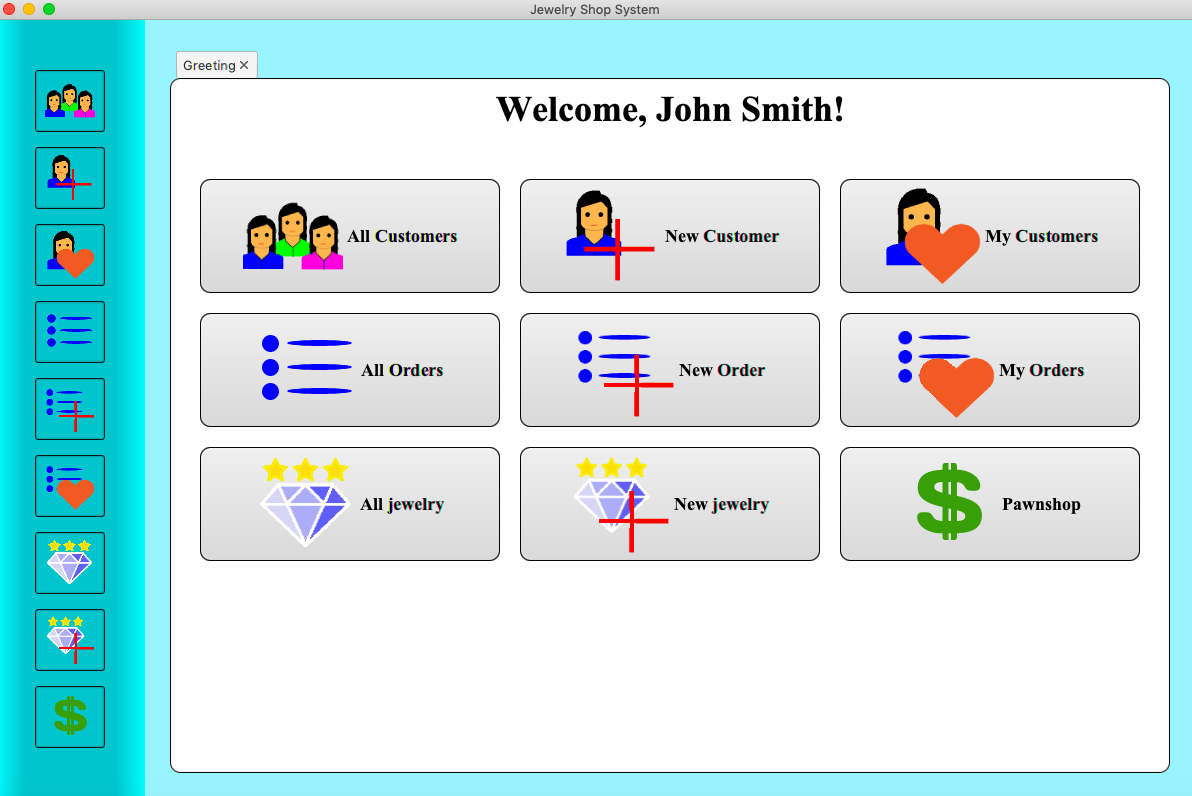 Jewelry Shop System
Greeting ✕
Welcome, John Smith!
All Customers
New Customer
My Customers
All Orders
New Order
My Orders
All jewelry
New jewelry
Pawnshop